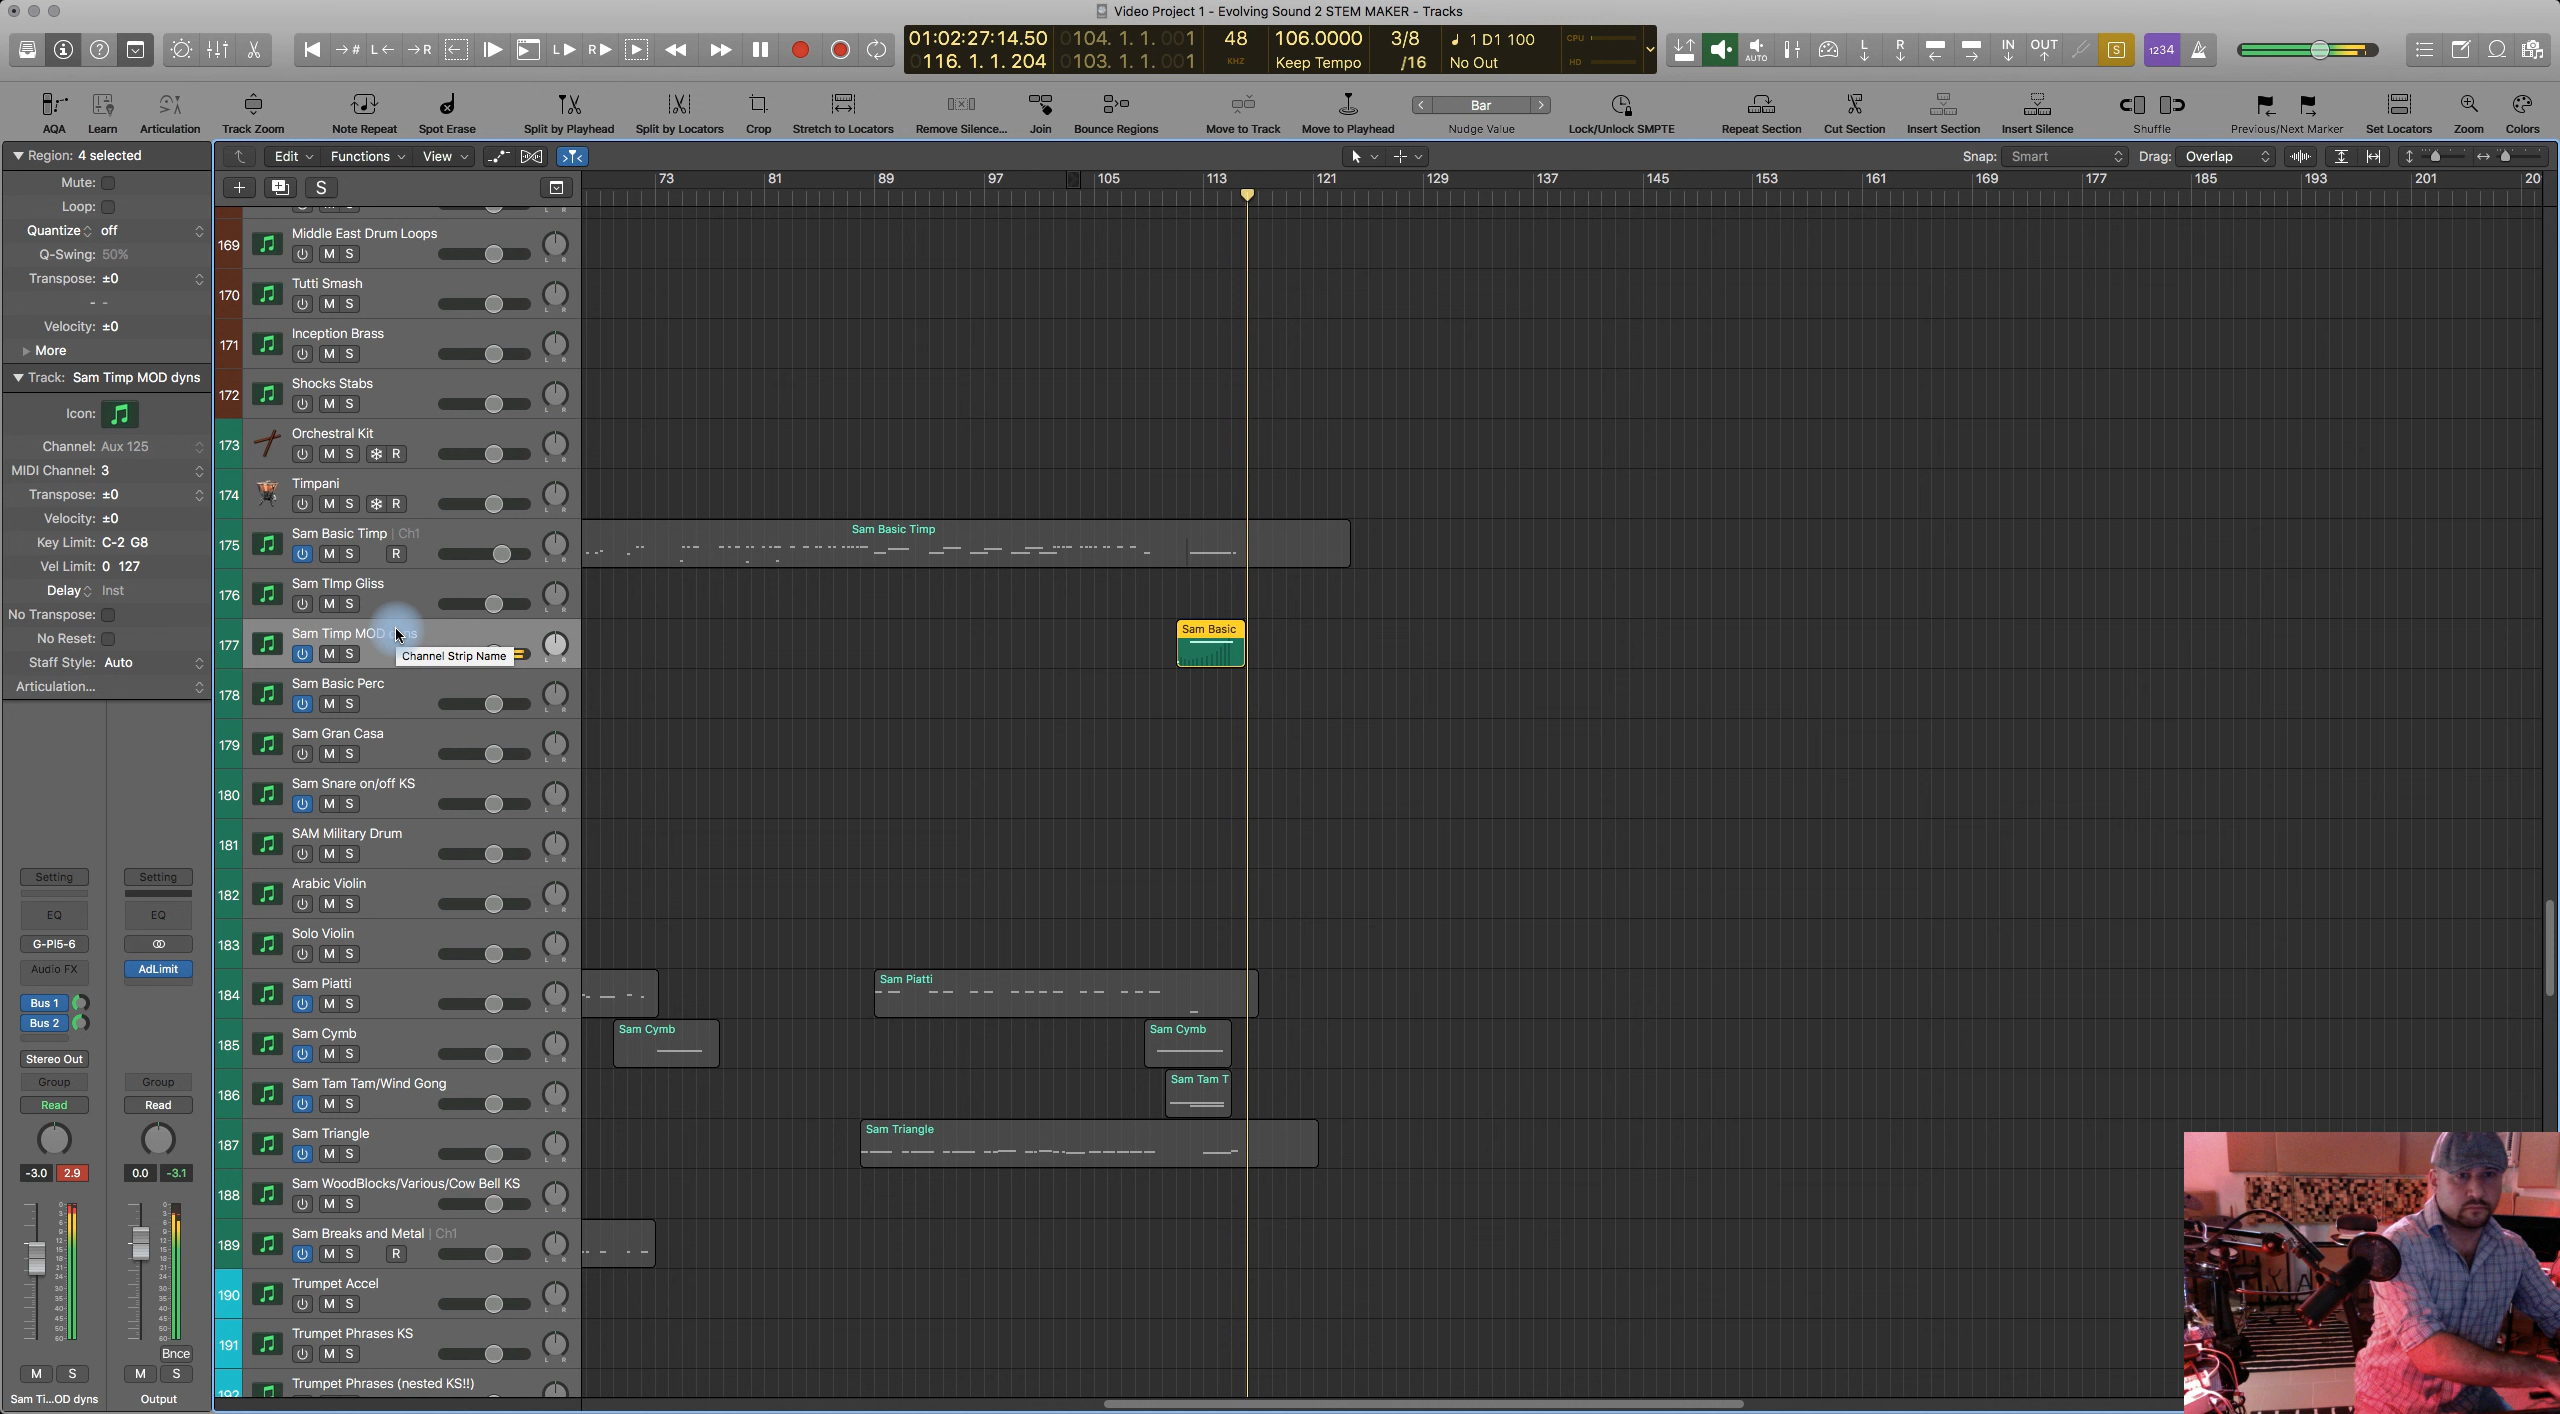 Video Project 1 - Evolving Sound 2 STEM MAKER - Tracks
01:02:27:14.50 0104. 1. 1. 001 48 106.0000 3/8 1 D1 100 CPU
0116. 1. 1. 204 0103. 1. 1. 001 KHZ Keep Tempo /16 No Out HD
AUTO L R IN OUT S 1234
AQA Learn Articulation Track Zoom Note Repeat Spot Erase Split by Playhead Split by Locators Crop Stretch to Locators Remove Silence... Join Bounce Regions Move to Track Move to Playhead Bar Nudge Value Lock/Unlock SMPTE Repeat Section Cut Section Insert Section Insert Silence Shuffle Previous/Next Marker Set Locators Zoom Colors
Region: 4 selected
Edit Functions View Snap: Smart Drag: Overlap
Mute:
S
73 81 89 97 105 113 121 129 137 145 153 161 169 177 185 193 201 20
Loop:
Quantize off
Q-Swing: 50%
Transpose: ±0
- -
Velocity: ±0
More
Track: Sam Timp MOD dyns
Icon:
Channel: Aux 125
MIDI Channel: 3
Transpose: ±0
Velocity: ±0
Key Limit: C-2 G8
Vel Limit: 0 127
Delay Inst
No Transpose:
No Reset:
Staff Style: Auto
Articulation...
Setting Setting
EQ EQ
G-PI5-6
Audio FX AdLimit
Bus 1
Bus 2
Stereo Out
Group Group
Read Read
-3.0 2.9 0.0 -3.1
Bnce
M S M S
Sam Ti...OD dyns Output
169 Middle East Drum Loops
M S
170 Tutti Smash
M S
171 Inception Brass
M S
172 Shocks Stabs
M S
173 Orchestral Kit
M S R
174 Timpani
M S R
175 Sam Basic Timp | Ch1
M S R
Sam Basic Timp
176 Sam TImp Gliss
M S
177 Sam Timp MOD
M S
Channel Strip Name
Sam Basic
178 Sam Basic Perc
M S
179 Sam Gran Casa
M S
180 Sam Snare on/off KS
M S
181 SAM Military Drum
M S
182 Arabic Violin
M S
183 Solo Violin
M S
184 Sam Piatti
M S
Sam Piatti
185 Sam Cymb
M S
Sam Cymb Sam Cymb
186 Sam Tam Tam/Wind Gong
M S
Sam Tam T
187 Sam Triangle
M S
Sam Triangle
188 Sam WoodBlocks/Various/Cow Bell KS
M S
189 Sam Breaks and Metal | Ch1
M S R
190 Trumpet Accel
M S
191 Trumpet Phrases KS
M S
192 Trumpet Phrases (nested KS!!)